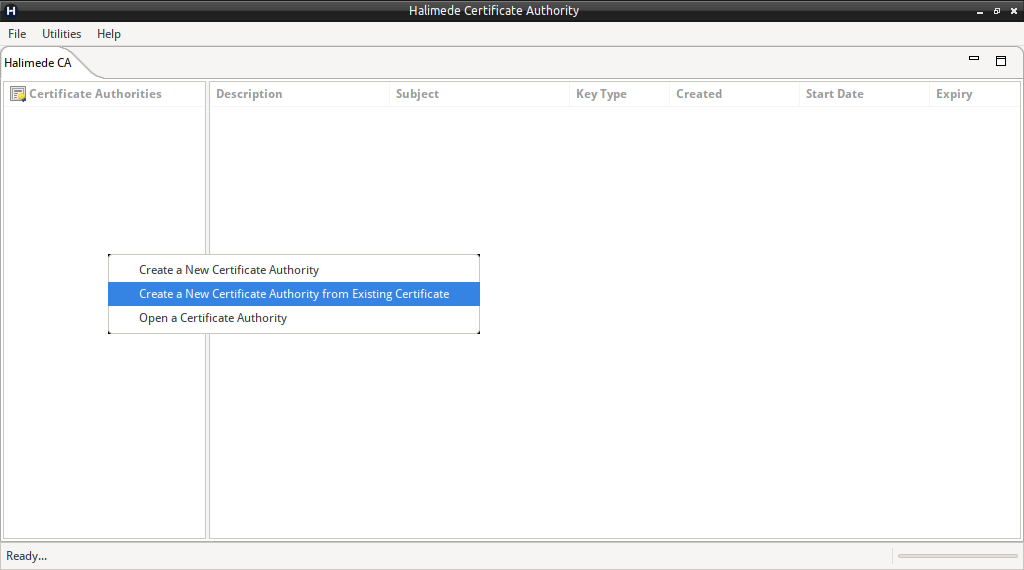 H Halimede Certificate Authority
File Utilities Help
Halimede CA
Certificate Authorities Description Subject Key Type Created Start Date Expiry
Create a New Certificate Authority
Create a New Certificate Authority from Existing Certificate
Open a Certificate Authority
Ready...